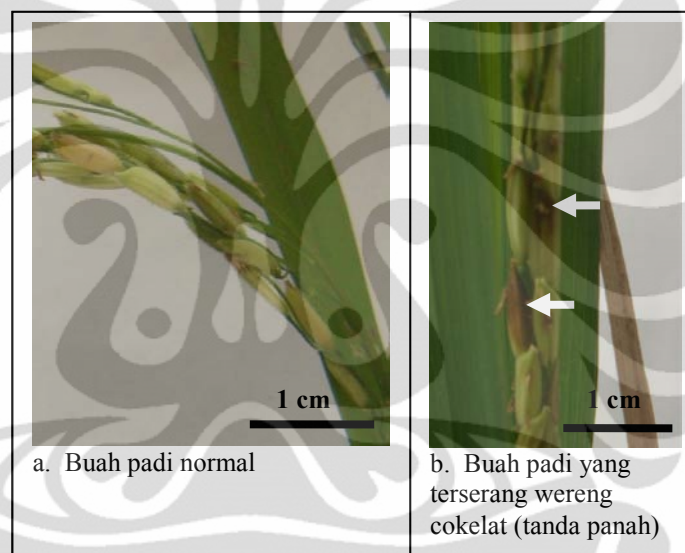 1 cm
a. Buah padi normal
1 cm
b. Buah padi yang
terserang wereng
cokelat (tanda panah)